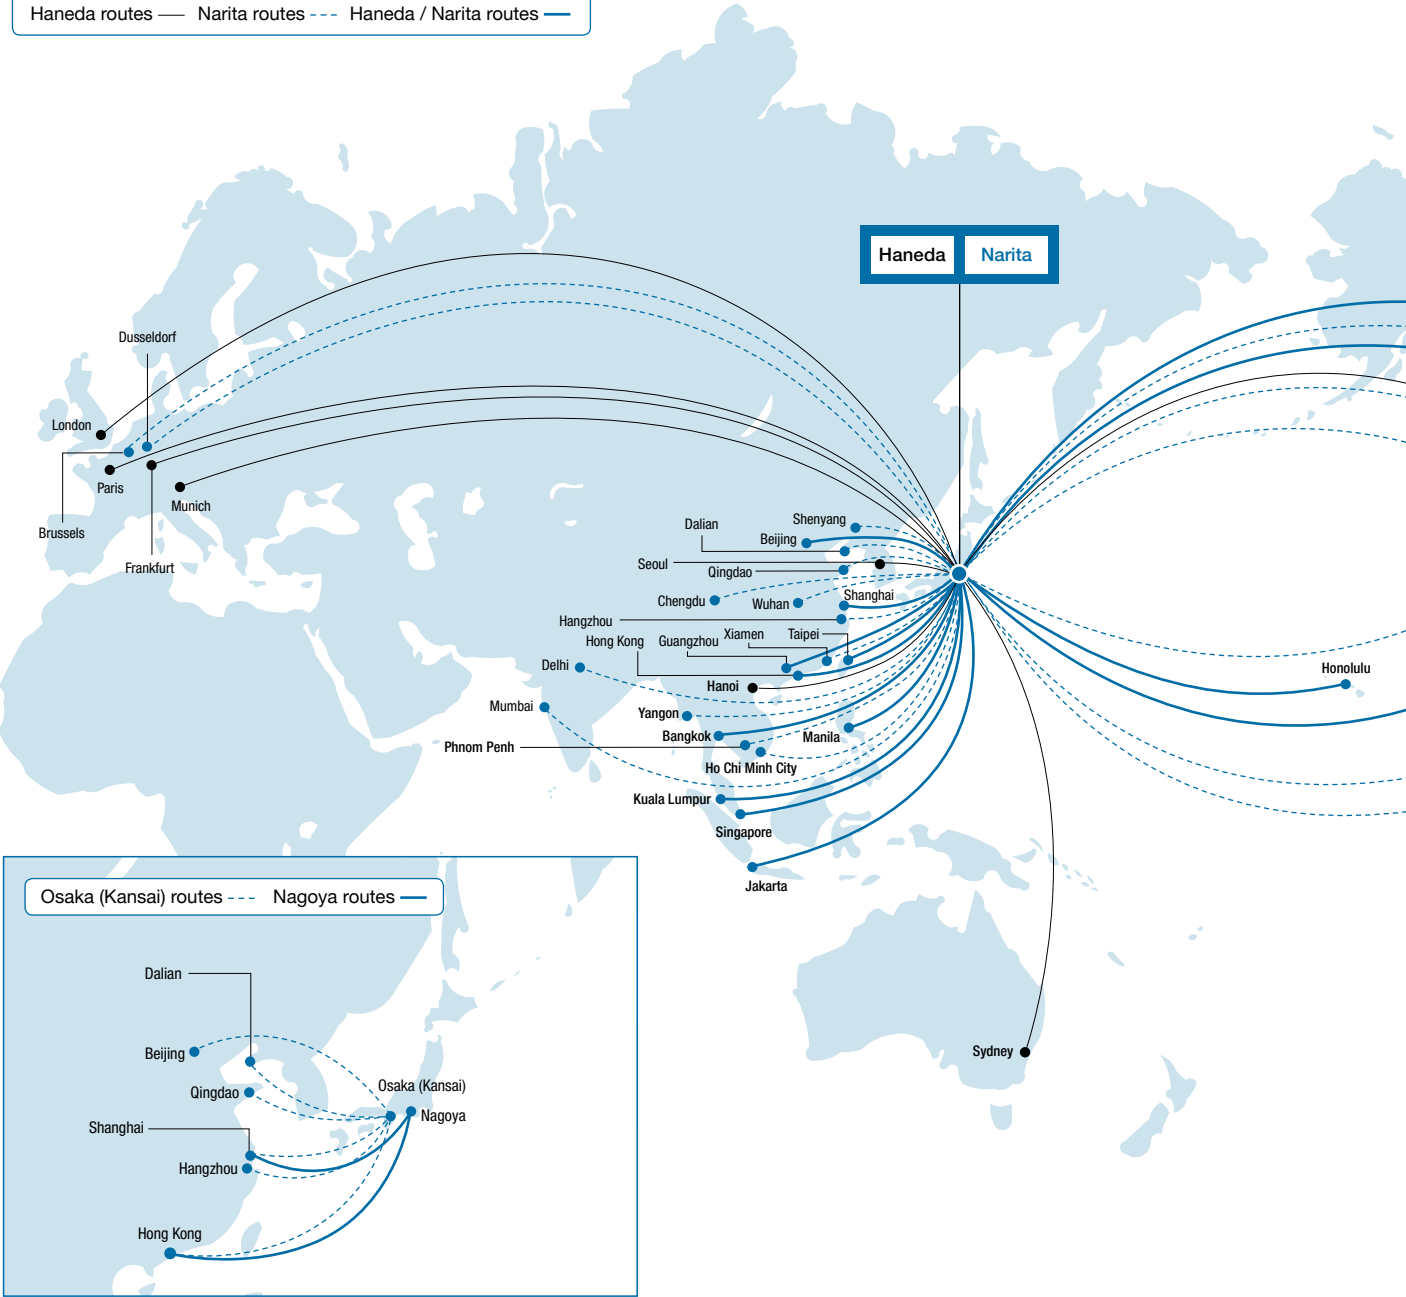 Haneda routes Narita routes Haneda / Narita routes
Haneda Narita
Dusseldorf
London
Paris
Munich
Brussels
Frankfurt
Shenyang
Dalian
Beijing
Seoul
Qingdao
Chengdu
Wuhan
Shanghai
Hangzhou
Hong Kong
Guangzhou
Xiamen
Taipei
Delhi
Honolulu
Hanoi
Mumbai
Yangon
Bangkok
Manila
Phnom Penh
Ho Chi Minh City
Kuala Lumpur
Singapore
Jakarta
Sydney
Osaka (Kansai) routes Nagoya routes
Dalian
Beijing
Qingdao
Osaka (Kansai)
Nagoya
Shanghai
Hangzhou
Hong Kong